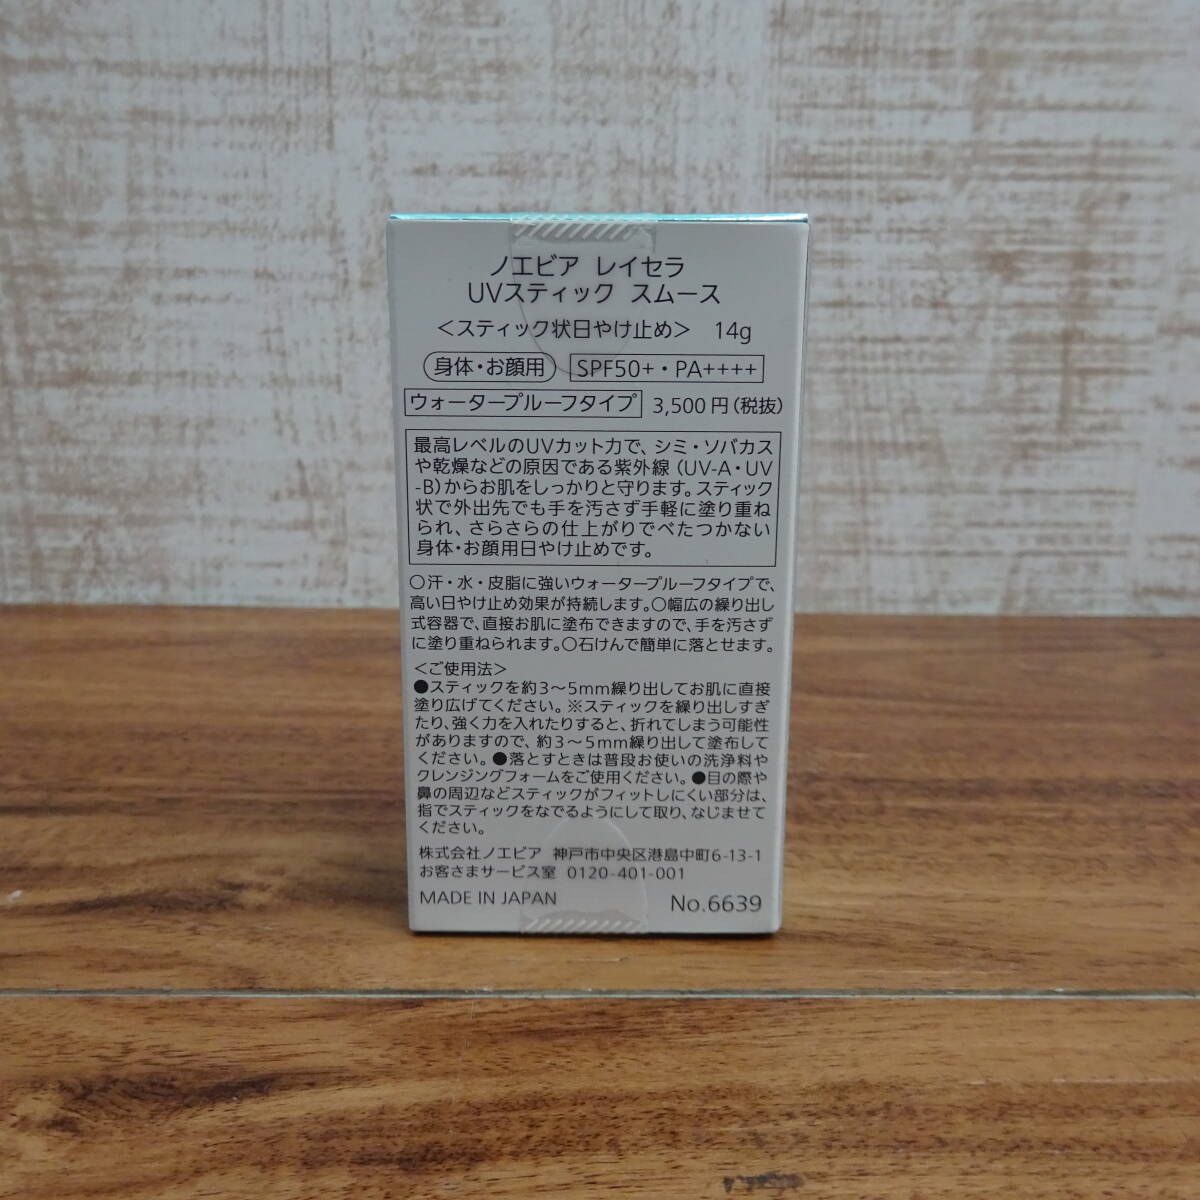 ノエビア レイセラ
UVスティック スムース
＜スティック状日やけ止め＞ 14g
身体・お顔用 SPF50+・PA++++
ウォータープルーフタイプ 3,500円（税抜）
最高レベルのUVカット力で、シミ・ソバカス
や乾燥などの原因である紫外線（UV-A・UV
-B）からお肌をしっかりと守ります。スティック
状で外出先でも手を汚さず手軽に塗り重ね
られ、さらさらの仕上がりでべたつかない
身体・お顔用日やけ止めです。
○汗・水・皮脂に強いウォータープルーフタイプで、
高い日やけ止め効果が持続します。○幅広の繰り出し
式容器で、直接お肌に塗布できますので、手を汚さず
に塗り重ねられます。○石けんで簡単に落とせます。
＜ご使用法＞
●スティックを約3～5mm繰り出してお肌に直接
塗り広げてください。※スティックを繰り出しすぎ
たり、強く力を入れたりすると、折れてしまう可能性
がありますので、約3～5mm繰り出して塗布して
ください。●落とすときは普段お使いの洗浄料や
クレンジングフォームをご使用ください。●目の際や
鼻の周辺などスティックがフィットしにくい部分は、
指でスティックをなでるようにして取り、なじませて
ください。
株式会社ノエビア 神戸市中央区港島中町6-13-1
お客さまサービス室 0120-401-001
MADE IN JAPAN No.6639